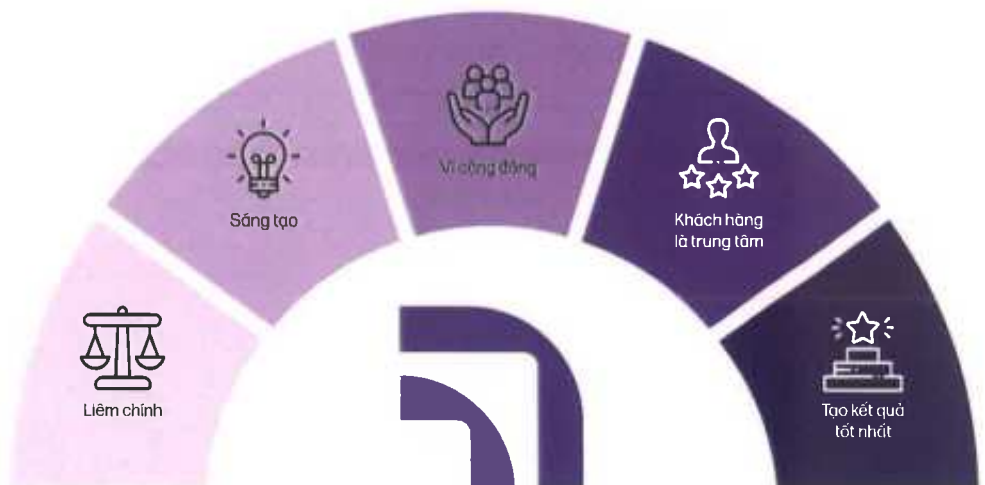 Liêm chính
Sáng tạo
Vì cộng đồng
Khách hàng
là trung tâm
Tạo kết quả
tốt nhất